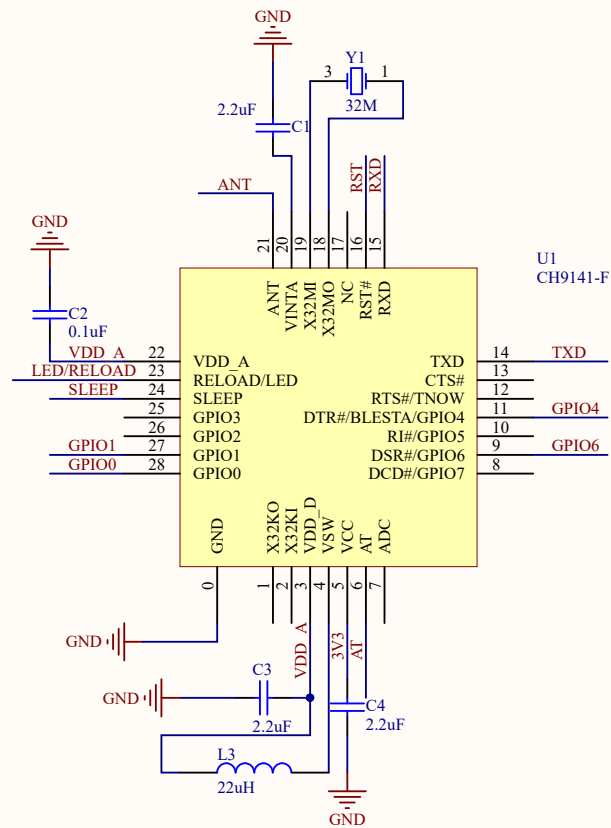 GND
Y1
3
1
32M
2.2uF
C1
ANT
RST
RXD
GND
21
20
19
18
17
16
15
U1
CH9141-F
ANT
VINTA
X32MI
X32MO
NC
RST#
RXD
C2
0.1uF
VDD_A 22 VDD_A
LED/RELOAD 23 RELOAD/LED
SLEEP 24 SLEEP
25 GPIO3
26 GPIO2
GPIO1 27 GPIO1
GPIO0 28 GPIO0
TXD 14 TXD
CTS# 13
RTS#/TNOW 12
DTR#/BLESTA/GPIO4 11 GPIO4
RI#/GPIO5 10
DSR#/GPIO6 9 GPIO6
DCD#/GPIO7 8
GND
X32KO
X32KI
VDD_D
VSW
VCC
AT
ADC
0
1
2
3
4
5
6
7
GND
VDD_A
3V3
AT
C3
GND
2.2uF
C4
2.2uF
L3
22uH
GND